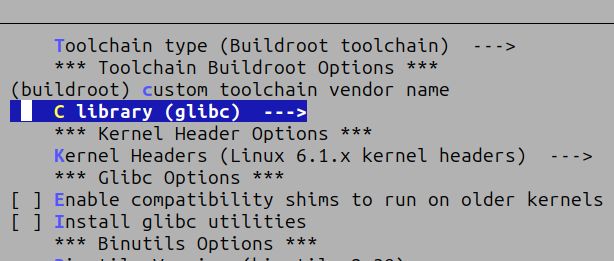 Toolchain type (Buildroot toolchain)  --->
*** Toolchain Buildroot Options ***
(buildroot) custom toolchain vendor name
C library (glibc)  --->
*** Kernel Header Options ***
Kernel Headers (Linux 6.1.x kernel headers)  --->
*** Glibc Options ***
[ ] Enable compatibility shims to run on older kernels
[ ] Install glibc utilities
*** Binutils Options ***